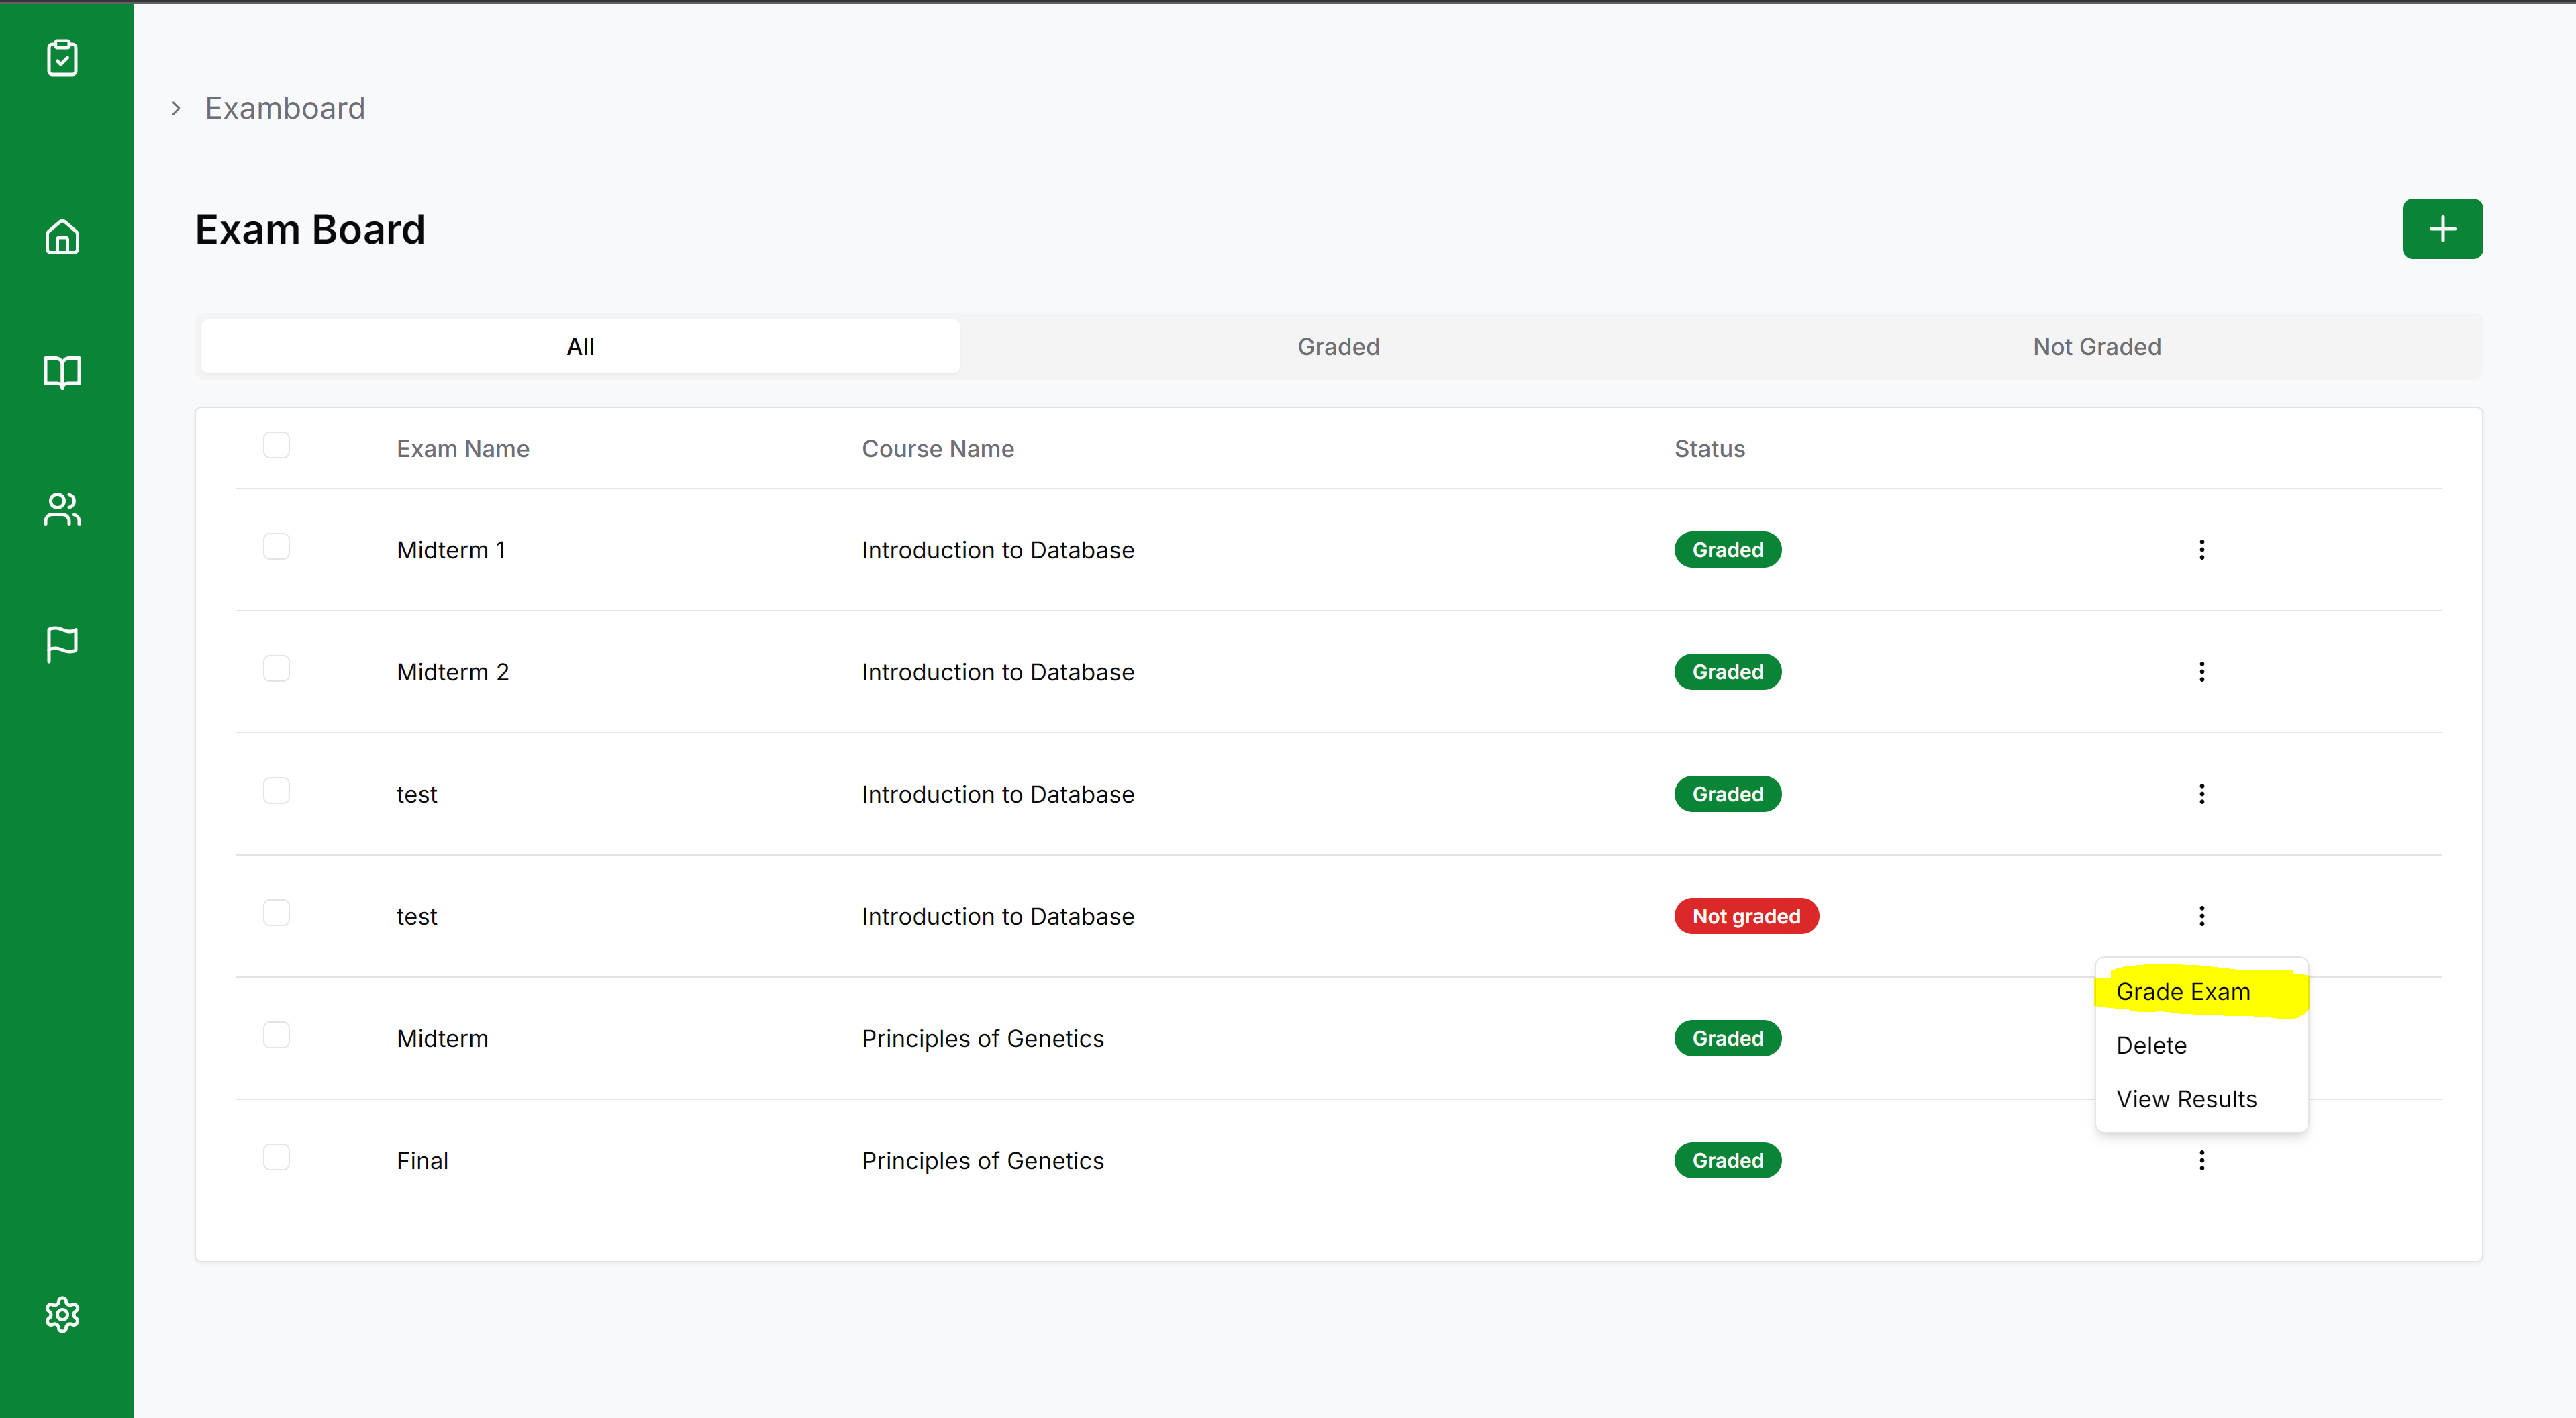 Examboard
Exam Board
All Graded Not Graded
Exam Name Course Name Status
Midterm 1 Introduction to Database Graded
Midterm 2 Introduction to Database Graded
test Introduction to Database Graded
test Introduction to Database Not graded
Grade Exam
Midterm Principles of Genetics Graded
Delete
View Results
Final Principles of Genetics Graded